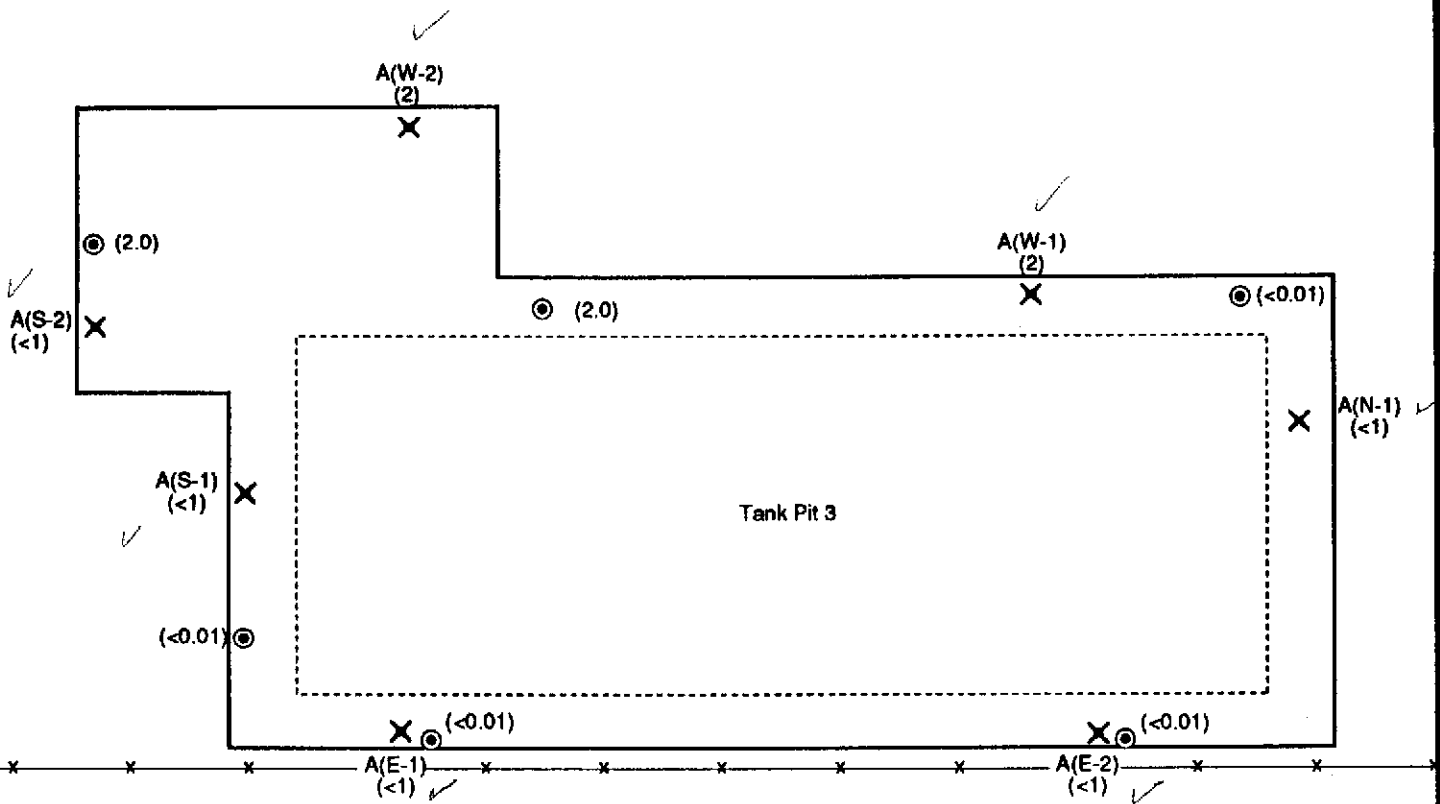 A(W-2)
(2)
A(W-1)
(2)
(2.0)
(<0.01)
(2.0)
A(S-2)
(<1)
A(N-1)
(<1)
A(S-1)
(<1)
Tank Pit 3
(<0.01)
(<0.01)
(<0.01)
A(E-1)
(<1)
A(E-2)
(<1)